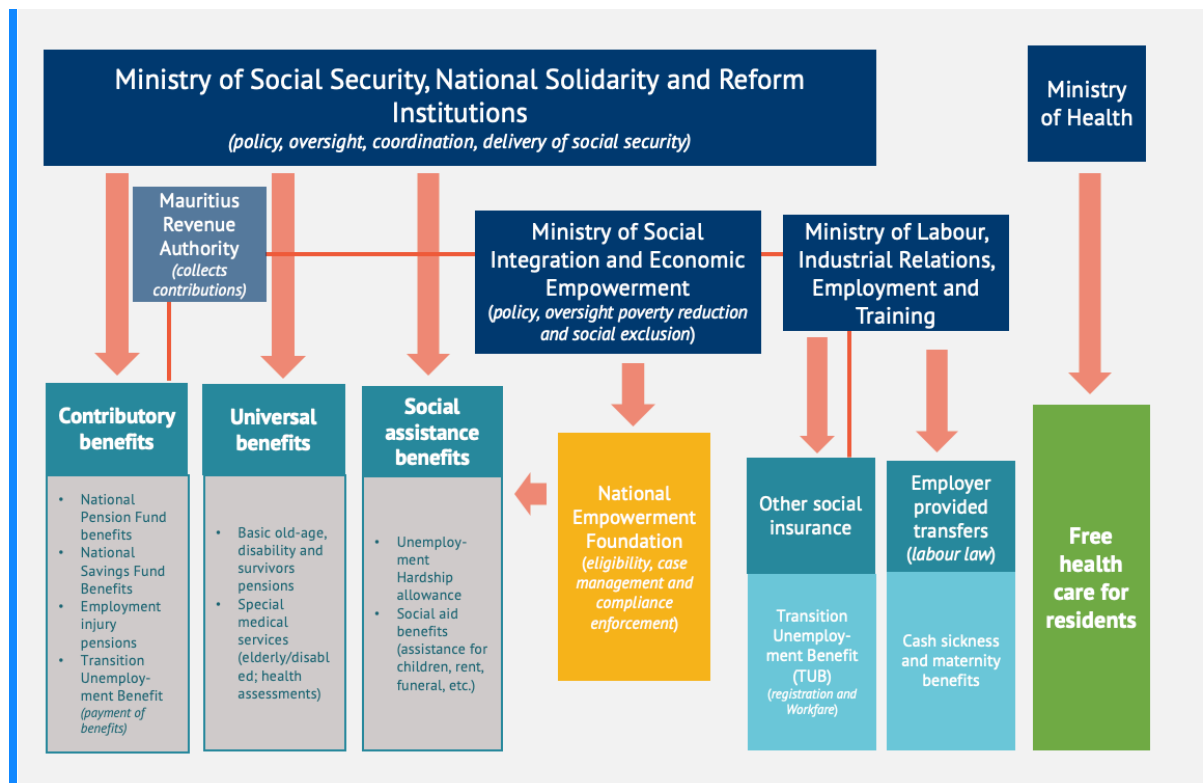 Ministry of Social Security, National Solidarity and Reform
Institutions
(policy, oversight, coordination, delivery of social security)
Ministry
of Health
Mauritius
Revenue
Authority
(collects
contributions)
Ministry of Social
Integration and Economic
Empowerment
(policy, oversight poverty reduction
and social exclusion)
Ministry of Labour,
Industrial Relations,
Employment and
Training
Contributory
benefits
• National
Pension Fund
benefits
• National
Savings Fund
Benefits
• Employment
injury
pensions
• Transition
Unemploy-
ment Benefit
(payment of
benefits)
Universal
benefits
• Basic old-age,
disability and
survivors
pensions
• Special
medical
services
(elderly/disabl
ed; health
assessments)
Social
assistance
benefits
• Unemploy-
ment
Hardship
allowance
• Social aid
benefits
(assistance for
children, rent,
funeral, etc.)
National
Empowerment
Foundation
(eligibility, case
management and
compliance
enforcement)
Other social
insurance
Transition
Unemploy-
ment Benefit
(TUB)
(registration and
Workfare)
Employer
provided
transfers
(labour law)
Cash sickness
and maternity
benefits
Free
health
care for
residents